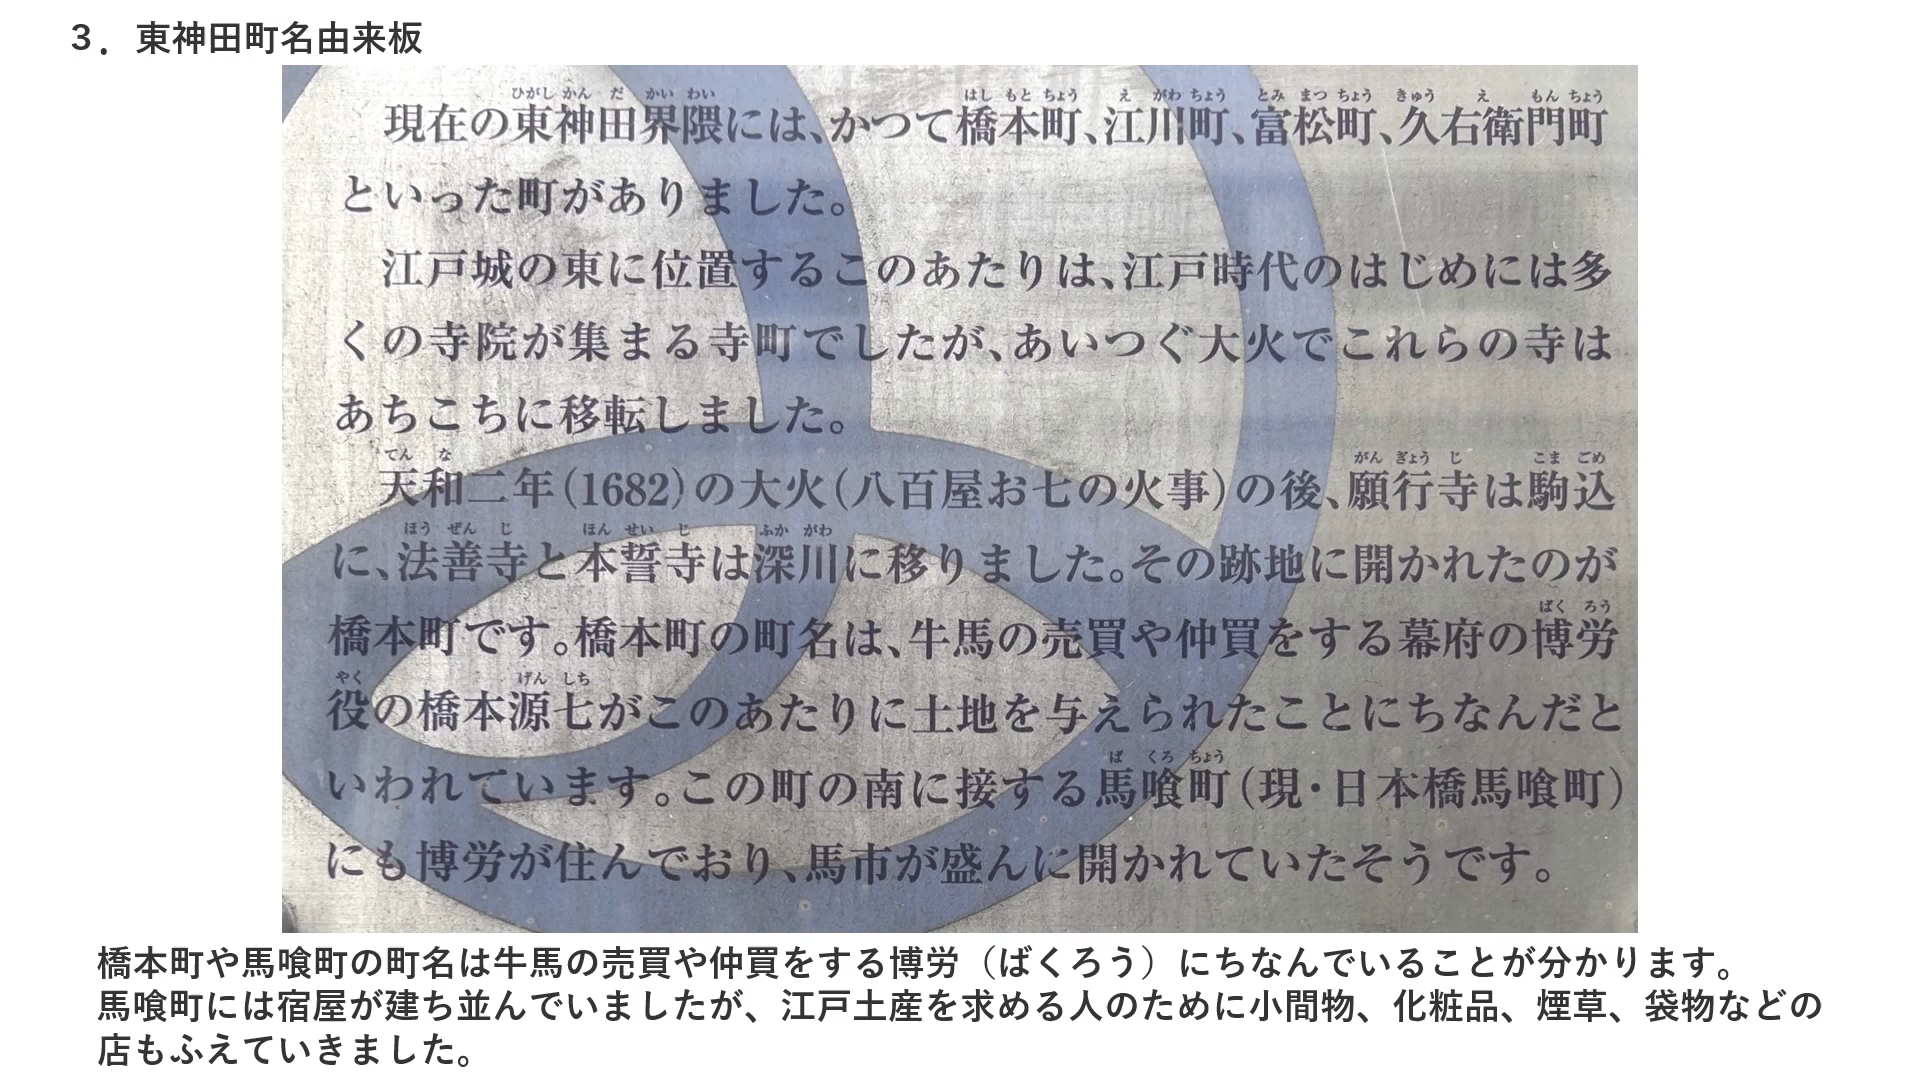 ３．東神田町名由来板
ひがし かん だ かい わい はし もと ちょう え がわ ちょう とみ まつ ちょう きゅう え もん ちょう
現在の東神田界隈には、かつて橋本町、江川町、富松町、久右衛門町
といった町がありました。
江戸城の東に位置するこのあたりは、江戸時代のはじめには多
くの寺院が集まる寺町でしたが、あいつぐ大火でこれらの寺は
あちこちに移転しました。
てん な がん ぎょう じ こま ごめ
天和二年(1682)の大火(八百屋お七の火事)の後、願行寺は駒込
ほう ぜん じ ほん せい じ ふか がわ
に、法善寺と本誓寺は深川に移りました。その跡地に開かれたのが
ばく ろう
橋本町です。橋本町の町名は、牛馬の売買や仲買をする幕府の博労
やく げん しち
役の橋本源七がこのあたりに土地を与えられたことにちなんだと
ば くろ ちょう
いわれています。この町の南に接する馬喰町(現・日本橋馬喰町)
にも博労が住んでおり、馬市が盛んに開かれていたそうです。
橋本町や馬喰町の町名は牛馬の売買や仲買をする博労（ばくろう）にちなんでいることが分かります。
馬喰町には宿屋が建ち並んでいましたが、江戸土産を求める人のために小間物、化粧品、煙草、袋物などの
店もふえていきました。